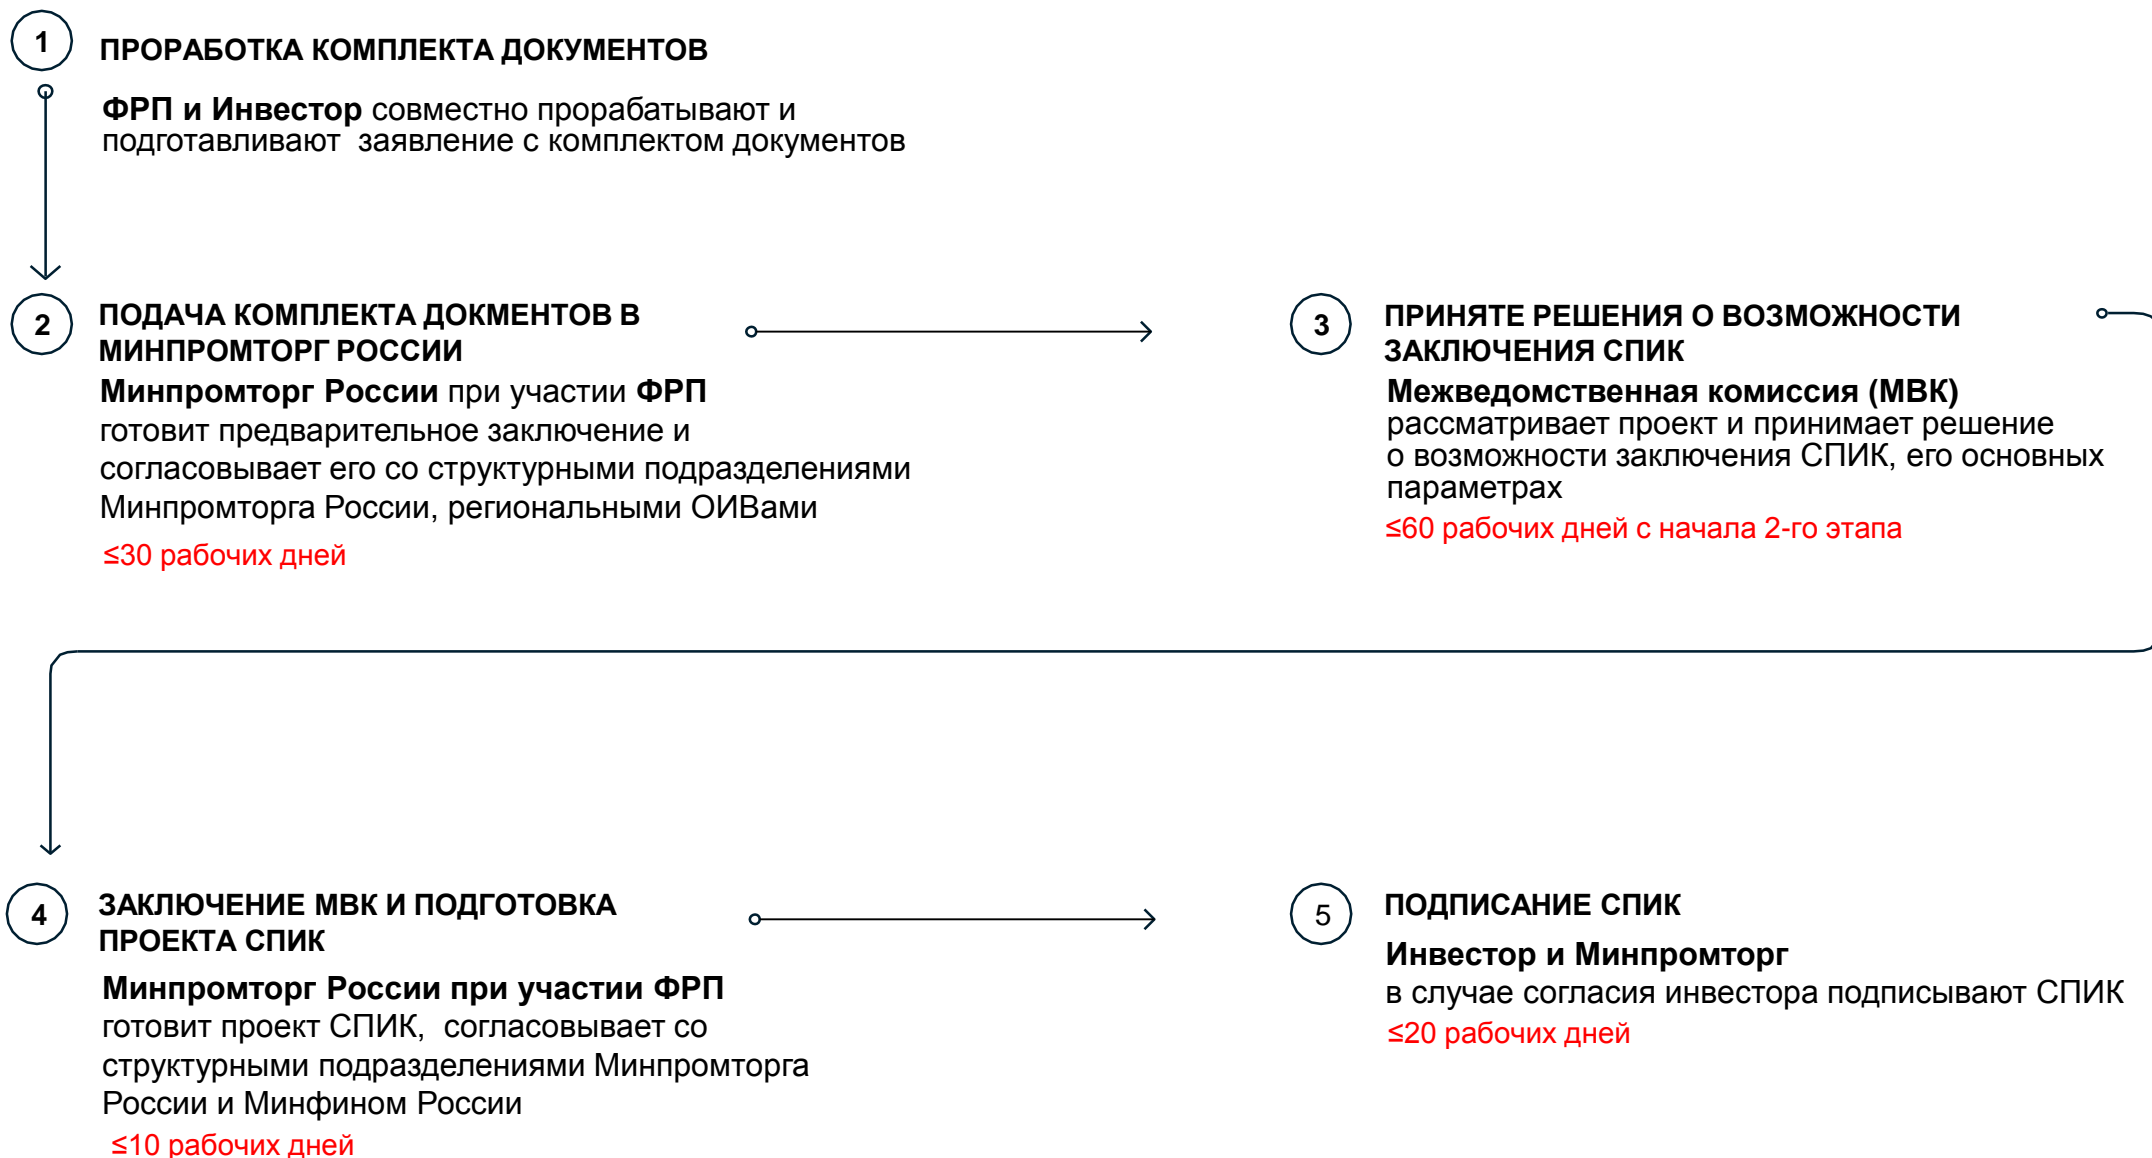 1
ПРОРАБОТКА КОМПЛЕКТА ДОКУМЕНТОВ
ФРП и Инвестор совместно прорабатывают и
подготавливают заявление с комплектом документов
2
ПОДАЧА КОМПЛЕКТА ДОКМЕНТОВ В
МИНПРОМТОРГ РОССИИ
Минпромторг России при участии ФРП
готовит предварительное заключение и
согласовывает его со структурными подразделениями
Минпромторга России, региональными ОИВами
≤30 рабочих дней
3
ПРИНЯТЕ РЕШЕНИЯ О ВОЗМОЖНОСТИ
ЗАКЛЮЧЕНИЯ СПИК
Межведомственная комиссия (МВК)
рассматривает проект и принимает решение
о возможности заключения СПИК, его основных
параметрах
≤60 рабочих дней с начала 2-го этапа
4
ЗАКЛЮЧЕНИЕ МВК И ПОДГОТОВКА
ПРОЕКТА СПИК
Минпромторг России при участии ФРП
готовит проект СПИК, согласовывает со
структурными подразделениями Минпромторга
России и Минфином России
≤10 рабочих дней
5
ПОДПИСАНИЕ СПИК
Инвестор и Минпромторг
в случае согласия инвестора подписывают СПИК
≤20 рабочих дней